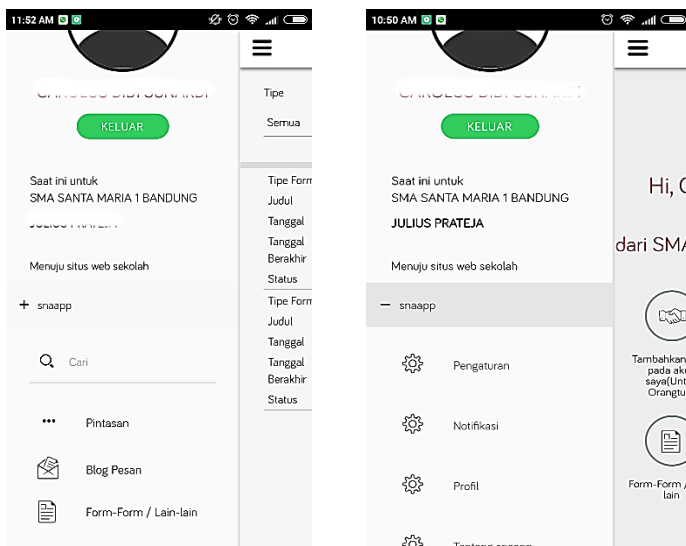 11:52 AM
KELUAR
Saat ini untuk
SMA SANTA MARIA 1 BANDUNG
Menuju situs web sekolah
+ snaapp
Cari
Pintasan
Blog Pesan
Form-Form / Lain-lain
Tipe
Semua
Tipe Form
Judul
Tanggal
Tanggal
Berakhir
Status
Tipe Form
Judul
Tanggal
Tanggal
Berakhir
Status
10:50 AM
KELUAR
Saat ini untuk
SMA SANTA MARIA 1 BANDUNG
JULIUS PRATEJA
Menuju situs web sekolah
− snaapp
Pengaturan
Notifikasi
Profil
Hi,
dari SMA
Tambahkan
pada
saya(Unt
Orangtu
Form-Form /
lain